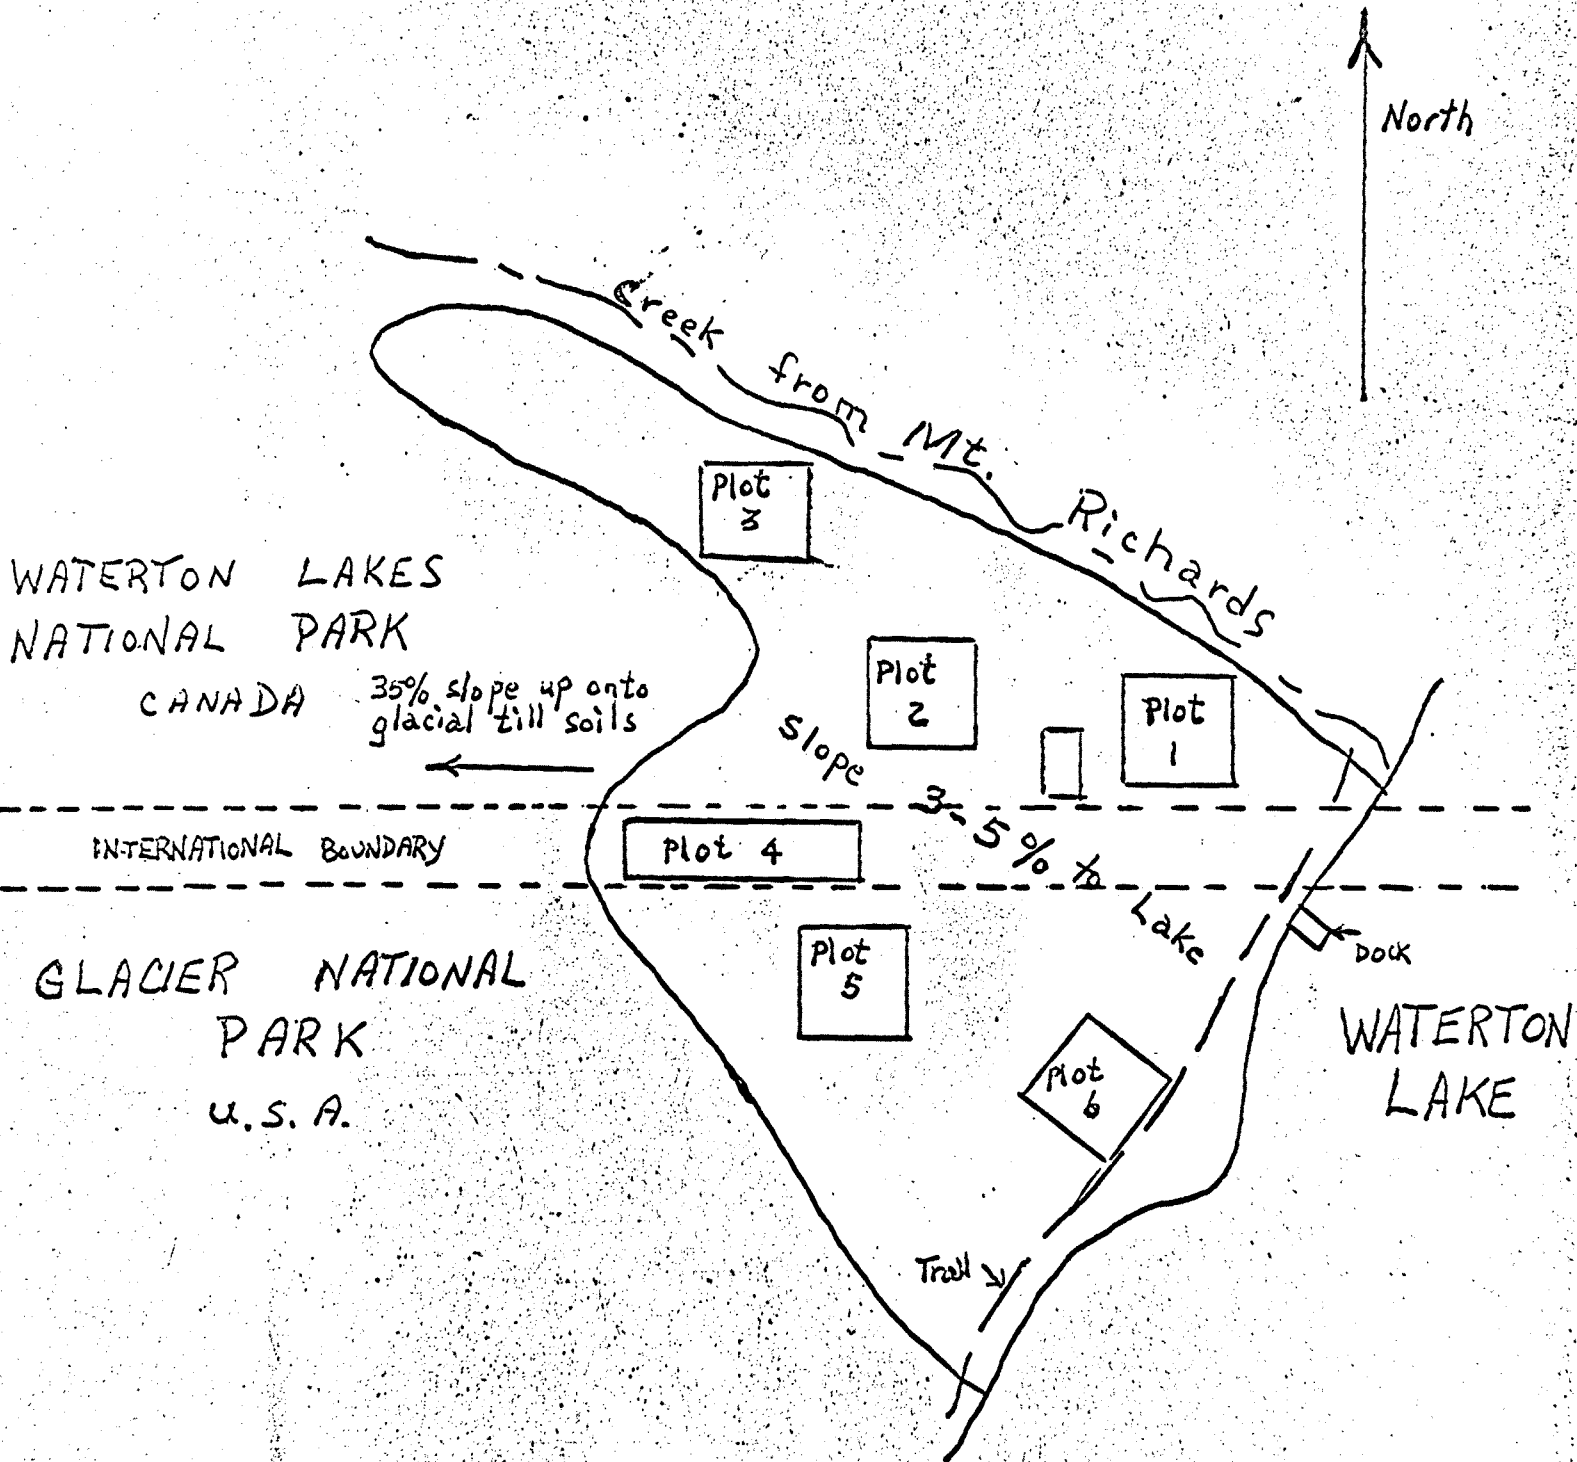 North
Creek from Mt. Richards
Plot
3
WATERTON LAKES
NATIONAL PARK
CANADA
35% slope up onto
glacial till soils
Plot
2
Plot
1
Slope 3-5% to Lake
INTERNATIONAL BOUNDARY
Plot 4
GLACIER NATIONAL
PARK
U.S.A.
Plot
5
Dock
WATERTON
LAKE
Plot
6
Trail